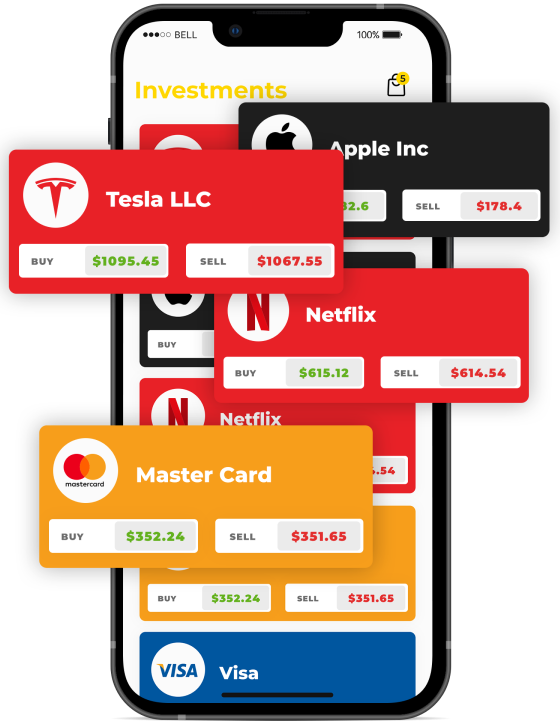 BELL 100%
Investments
5
Apple Inc
Tesla LLC
SELL $178.4
BUY $1095.45 SELL $1067.55
N Netflix
BUY
BUY $615.12 SELL $614.54
N Netflix
mastercard Master Card
BUY $352.24 SELL $351.65
BUY $352.24 SELL $351.65
VISA Visa